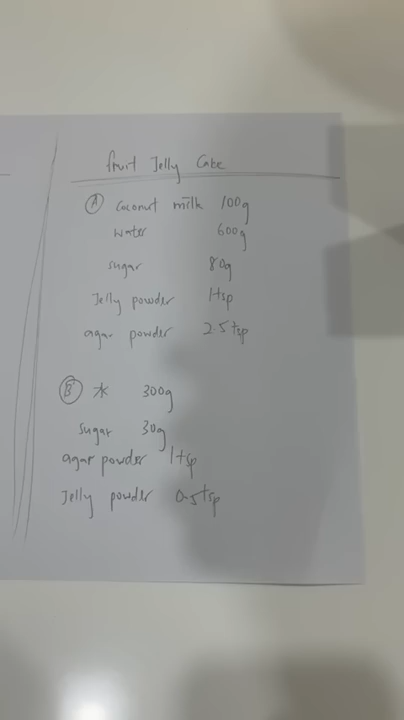 fruit Jelly Cake
Ⓐ coconut milk 100g
water 600g
sugar 80g
Jelly powder 1tsp
agar powder 2.5tsp
Ⓑ 水 300g
sugar 30g
agar powder 1tsp
Jelly powder 0.5tsp